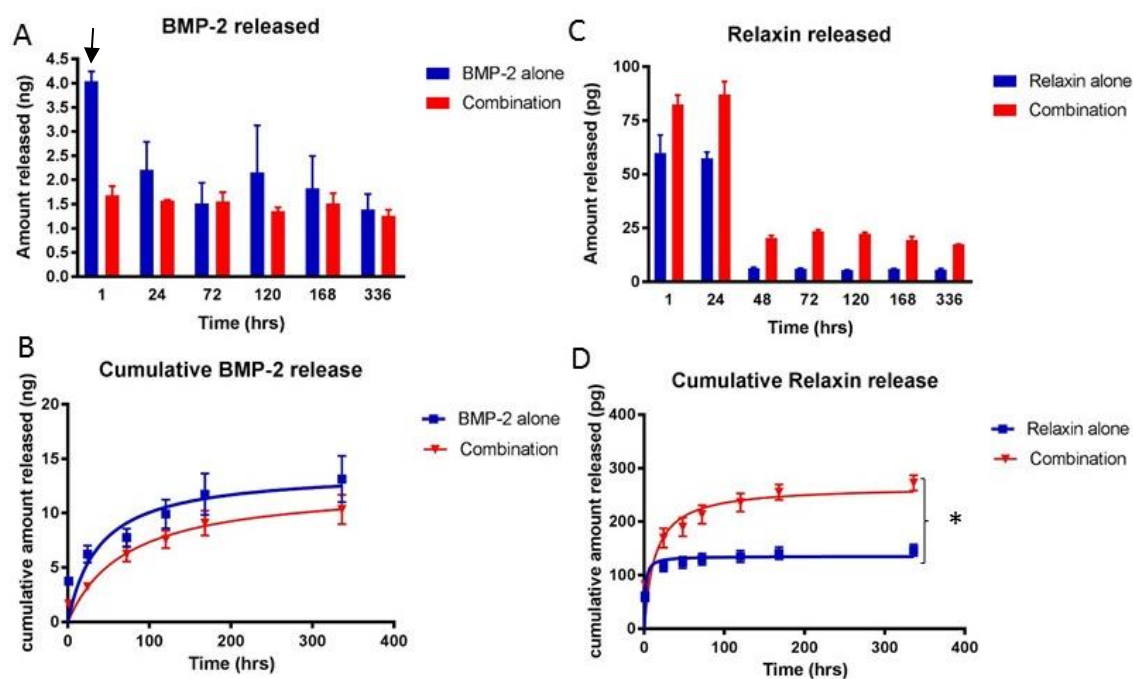 A
BMP-2 released
Amount released (ng)
4.5
4.0
3.5
3.0
2.5
2.0
1.5
1.0
0.5
0.0
1 24 72 120 168 336
Time (hrs)
BMP-2 alone
Combination
B
Cumulative BMP-2 release
cumulative amount released (ng)
20
15
10
5
0
0 100 200 300 400
Time (hrs)
BMP-2 alone
Combination
C
Relaxin released
Amount released (pg)
100
75
50
25
0
1 24 48 72 120 168 336
Time (hrs)
Relaxin alone
Combination
D
Cumulative Relaxin release
cumulative amount released (pg)
400
300
200
100
0
0 100 200 300 400
Time (hrs)
Relaxin alone
Combination
*